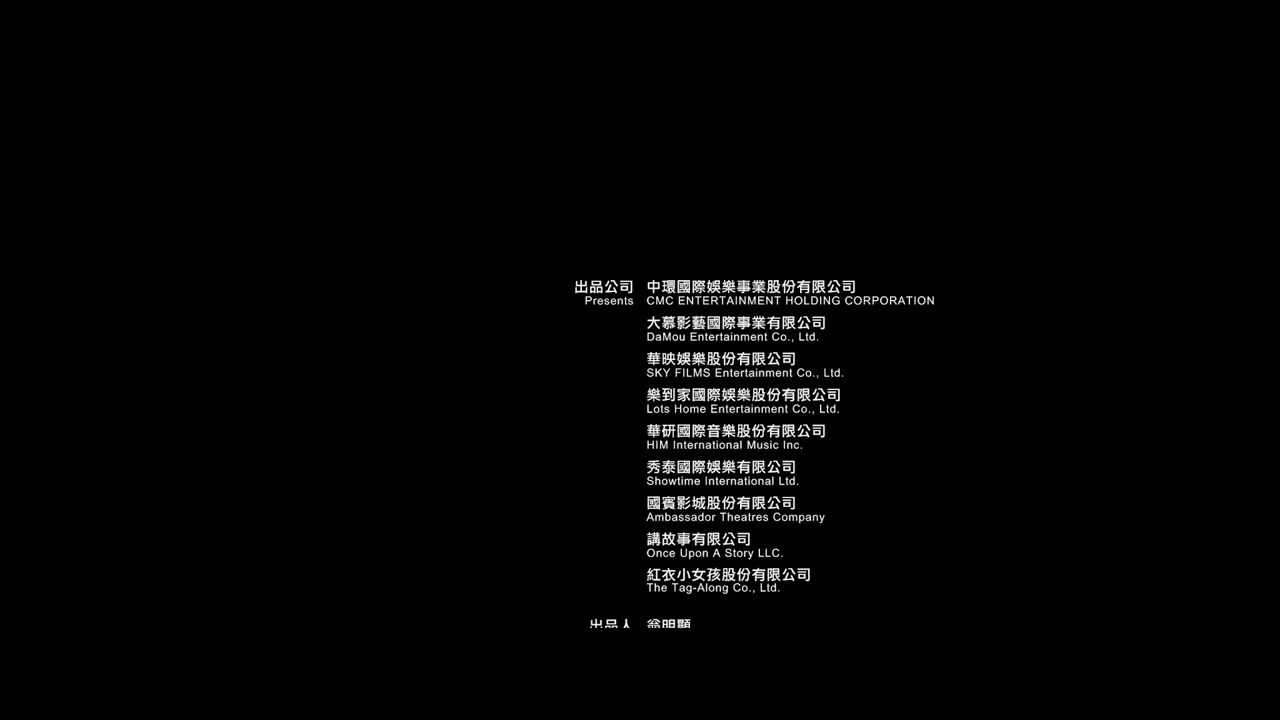 出品公司 中環國際娛樂事業股份有限公司
Presents CMC ENTERTAINMENT HOLDING CORPORATION
大慕影藝國際事業有限公司
DaMou Entertainment Co., Ltd.
華映娛樂股份有限公司
SKY FILMS Entertainment Co., Ltd.
樂到家國際娛樂股份有限公司
Lots Home Entertainment Co., Ltd.
華研國際音樂股份有限公司
HIM International Music Inc.
秀泰國際娛樂有限公司
Showtime International Ltd.
國賓影城股份有限公司
Ambassador Theatres Company
講故事有限公司
Once Upon A Story LLC.
紅衣小女孩股份有限公司
The Tag-Along Co., Ltd.
出品人 翁明顯